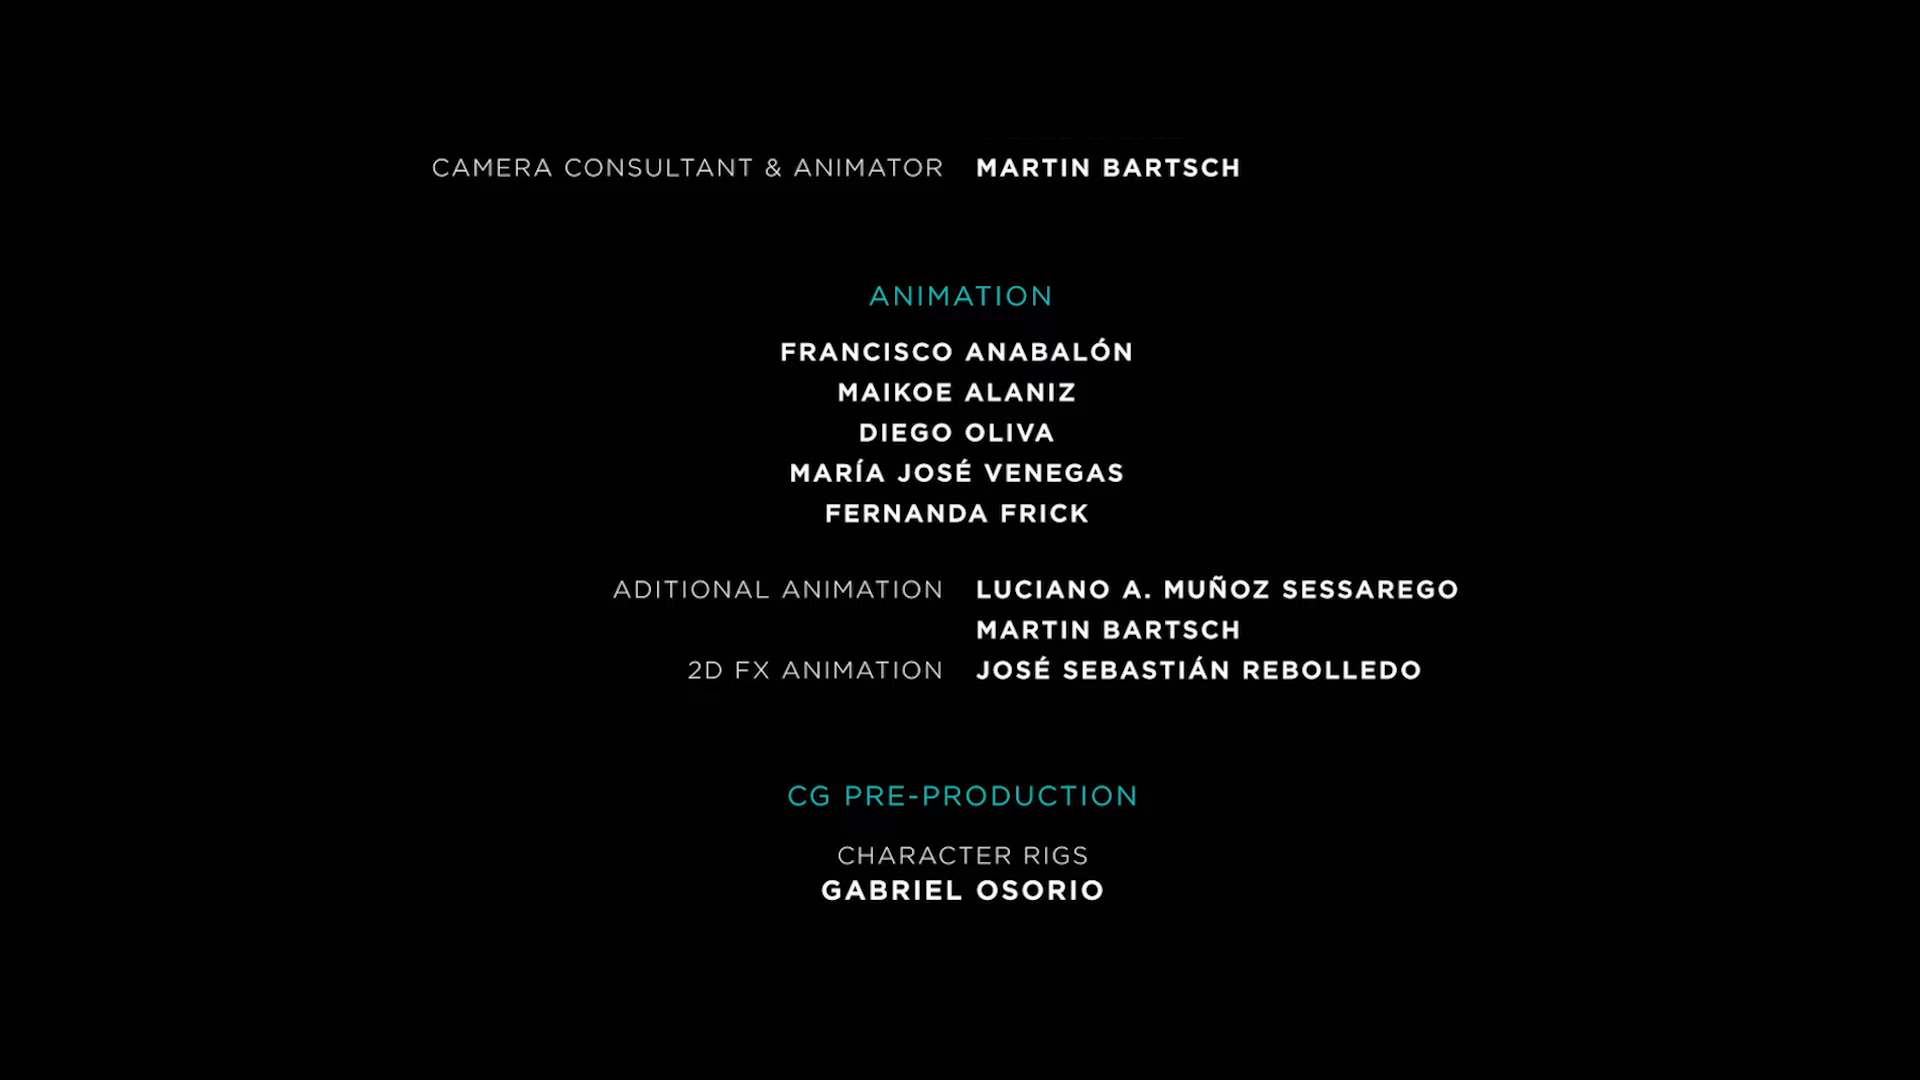 CAMERA CONSULTANT & ANIMATOR MARTIN BARTSCH
ANIMATION
FRANCISCO ANABALÓN
MAIKOE ALANIZ
DIEGO OLIVA
MARÍA JOSÉ VENEGAS
FERNANDA FRICK
ADITIONAL ANIMATION LUCIANO A. MUÑOZ SESSAREGO
MARTIN BARTSCH
2D FX ANIMATION JOSÉ SEBASTIÁN REBOLLEDO
CG PRE-PRODUCTION
CHARACTER RIGS
GABRIEL OSORIO